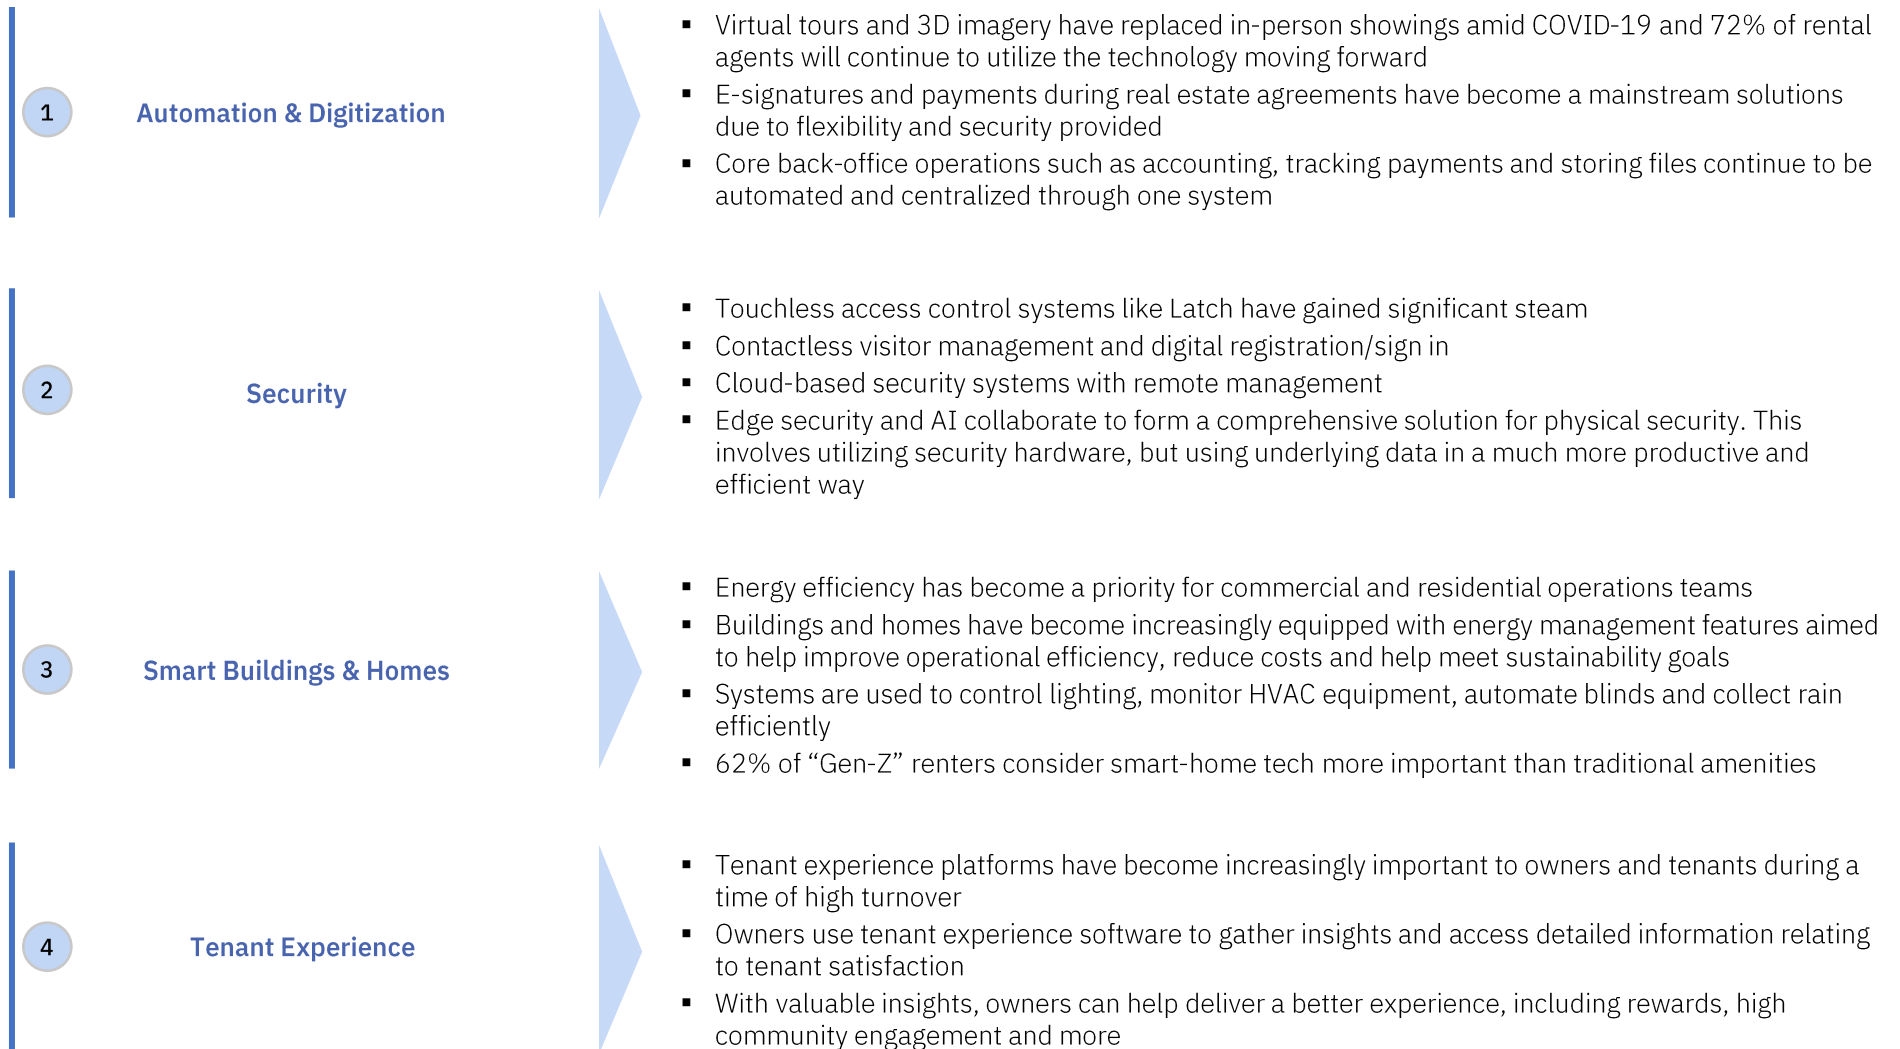 1
Automation & Digitization
▪ Virtual tours and 3D imagery have replaced in-person showings amid COVID-19 and 72% of rental
agents will continue to utilize the technology moving forward
▪ E-signatures and payments during real estate agreements have become a mainstream solutions
due to flexibility and security provided
▪ Core back-office operations such as accounting, tracking payments and storing files continue to be
automated and centralized through one system
2
Security
▪ Touchless access control systems like Latch have gained significant steam
▪ Contactless visitor management and digital registration/sign in
▪ Cloud-based security systems with remote management
▪ Edge security and AI collaborate to form a comprehensive solution for physical security. This
involves utilizing security hardware, but using underlying data in a much more productive and
efficient way
3
Smart Buildings & Homes
▪ Energy efficiency has become a priority for commercial and residential operations teams
▪ Buildings and homes have become increasingly equipped with energy management features aimed
to help improve operational efficiency, reduce costs and help meet sustainability goals
▪ Systems are used to control lighting, monitor HVAC equipment, automate blinds and collect rain
efficiently
▪ 62% of “Gen-Z” renters consider smart-home tech more important than traditional amenities
4
Tenant Experience
▪ Tenant experience platforms have become increasingly important to owners and tenants during a
time of high turnover
▪ Owners use tenant experience software to gather insights and access detailed information relating
to tenant satisfaction
▪ With valuable insights, owners can help deliver a better experience, including rewards, high
community engagement and more